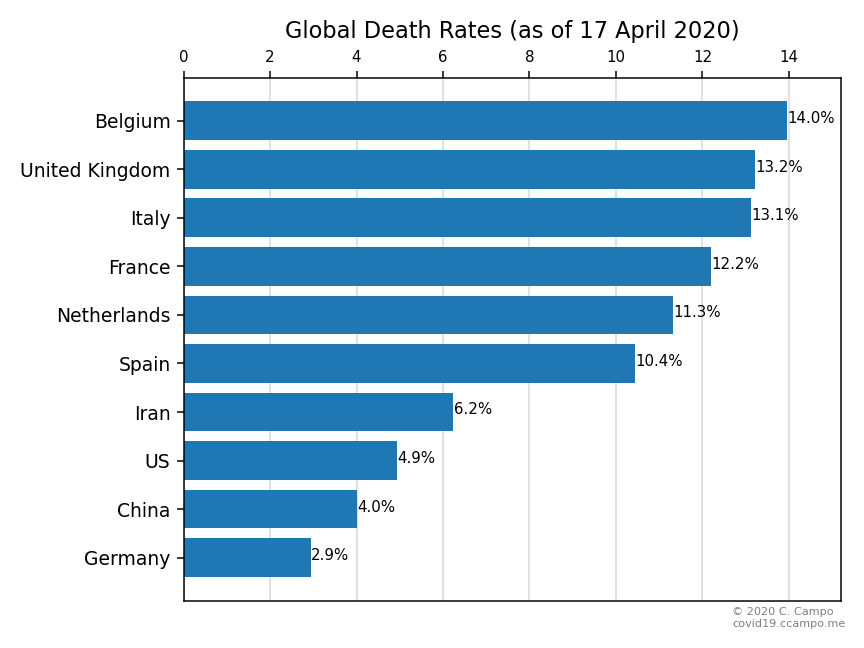 Global Death Rates (as of 17 April 2020)
0 2 4 6 8 10 12 14
Belgium 14.0%
United Kingdom 13.2%
Italy 13.1%
France 12.2%
Netherlands 11.3%
Spain 10.4%
Iran 6.2%
US 4.9%
China 4.0%
Germany 2.9%
© 2020 C. Campo
covid19.ccampo.me